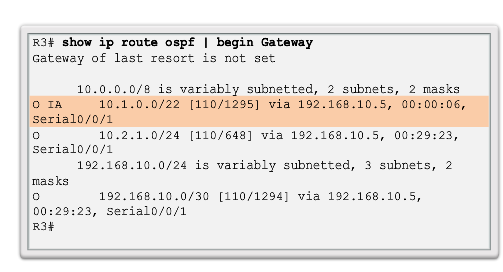 R3# show ip route ospf | begin Gateway
Gateway of last resort is not set
10.0.0.0/8 is variably subnetted, 2 subnets, 2 masks
O IA 10.1.0.0/22 [110/1295] via 192.168.10.5, 00:00:06,
Serial0/0/1
O 10.2.1.0/24 [110/648] via 192.168.10.5, 00:29:23,
Serial0/0/1
192.168.10.0/24 is variably subnetted, 3 subnets, 2
masks
O 192.168.10.0/30 [110/1294] via 192.168.10.5,
00:29:23, Serial0/0/1
R3#